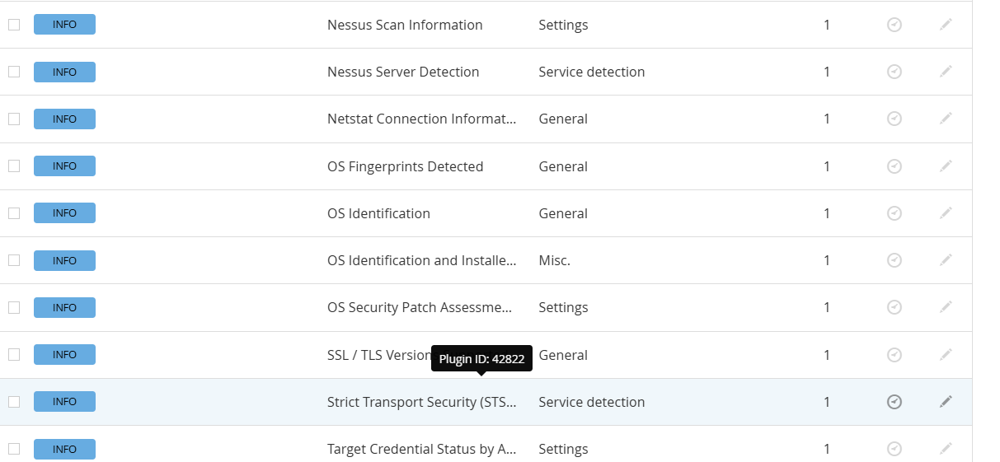 INFO Nessus Scan Information Settings 1
INFO Nessus Server Detection Service detection 1
INFO Netstat Connection Informat... General 1
INFO OS Fingerprints Detected General 1
INFO OS Identification General 1
INFO OS Identification and Installe... Misc. 1
INFO OS Security Patch Assessme... Settings 1
INFO SSL / TLS Version General 1
Plugin ID: 42822
INFO Strict Transport Security (STS... Service detection 1
INFO Target Credential Status by A... Settings 1